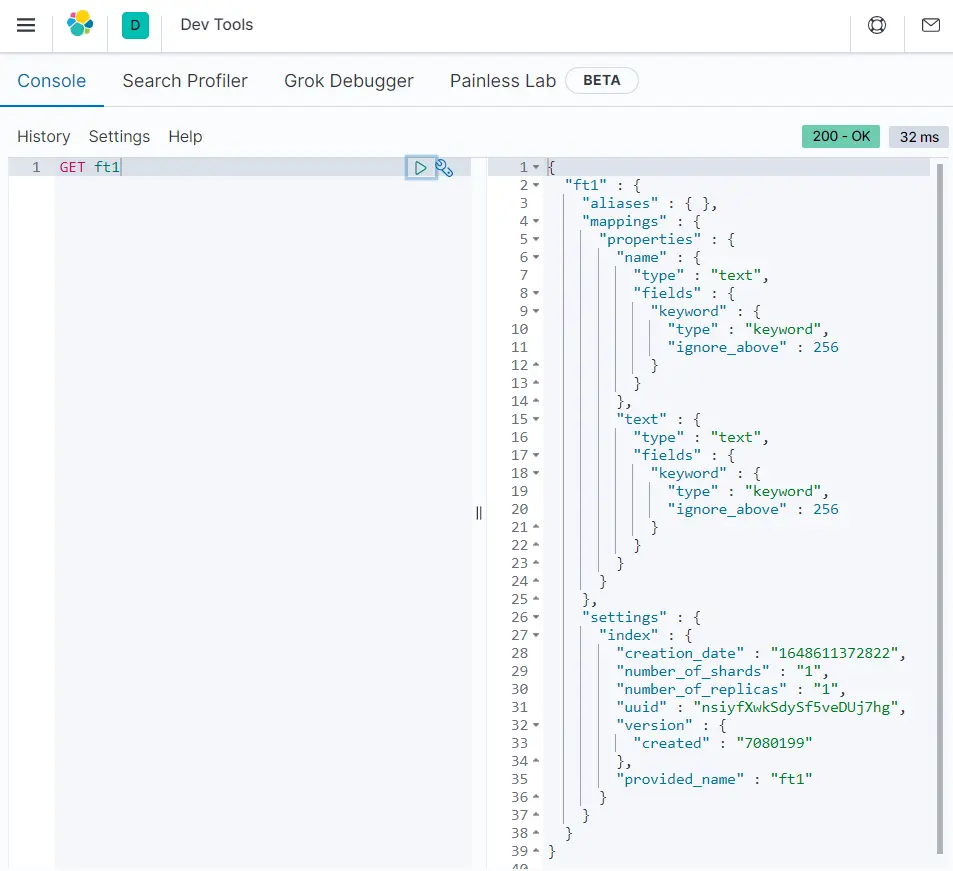 D Dev Tools
Console Search Profiler Grok Debugger Painless Lab BETA
History Settings Help 200 - OK 32 ms
1 GET ft1
1 {
2 "ft1" : {
3 "aliases" : { },
4 "mappings" : {
5 "properties" : {
6 "name" : {
7 "type" : "text",
8 "fields" : {
9 "keyword" : {
10 "type" : "keyword",
11 "ignore_above" : 256
12 }
13 }
14 },
15 "text" : {
16 "type" : "text",
17 "fields" : {
18 "keyword" : {
19 "type" : "keyword",
20 "ignore_above" : 256
21 }
22 }
23 }
24 }
25 },
26 "settings" : {
27 "index" : {
28 "creation_date" : "1648611372822",
29 "number_of_shards" : "1",
30 "number_of_replicas" : "1",
31 "uuid" : "nsiyfXwkSdySf5veDUj7hg",
32 "version" : {
33 "created" : "7080199"
34 },
35 "provided_name" : "ft1"
36 }
37 }
38 }
39 }
40